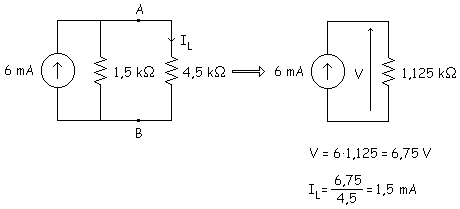 A
I_L
6 mA
1,5 kΩ
4,5 kΩ
B
6 mA
V
1,125 kΩ
V = 6·1,125 = 6,75 V
I_L = 6,75/4,5 = 1,5 mA